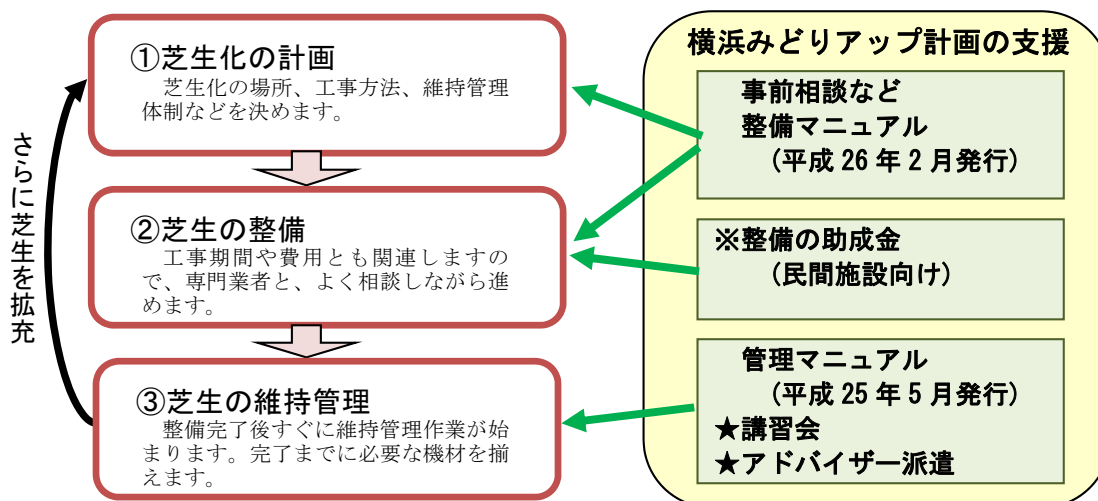 ①芝生化の計画
芝生化の場所、工事方法、維持管理
体制などを決めます。
②芝生の整備
工事期間や費用とも関連しますの
で、専門業者と、よく相談しながら進
めます。
③芝生の維持管理
整備完了後すぐに維持管理作業が始
まります。完了までに必要な機材を揃
えます。
さらに芝生を拡充
横浜みどりアップ計画の支援
事前相談など
整備マニュアル
（平成 26 年 2 月発行）
※整備の助成金
（民間施設向け）
管理マニュアル
（平成 25 年 5 月発行）
★講習会
★アドバイザー派遣